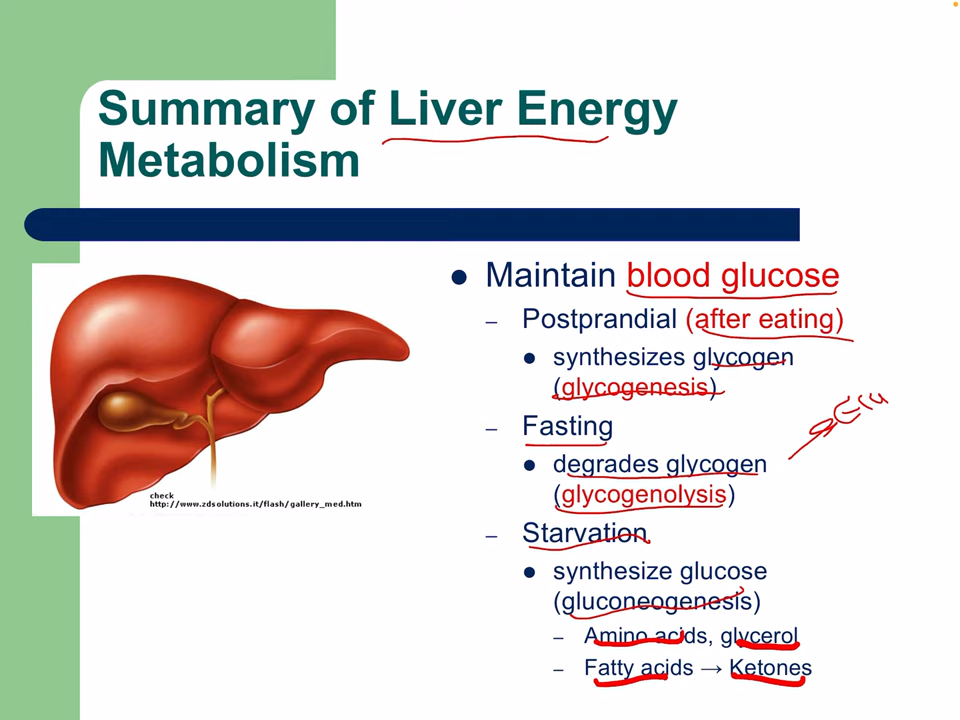 Summary of Liver Energy
Metabolism
check
http://www.zdsolutions.it/flash/gallery_med.htm
● Maintain blood glucose
– Postprandial (after eating)
● synthesizes glycogen
(glycogenesis)
– Fasting
● degrades glycogen
(glycogenolysis)
– Starvation
● synthesize glucose
(gluconeogenesis)
– Amino acids, glycerol
– Fatty acids → Ketones